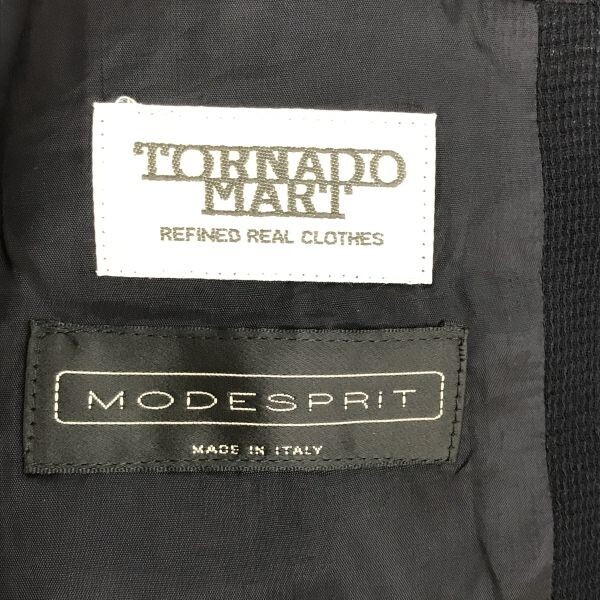 TORNADO
MART
REFINED REAL CLOTHES
MODESPRIT
MADE IN ITALY